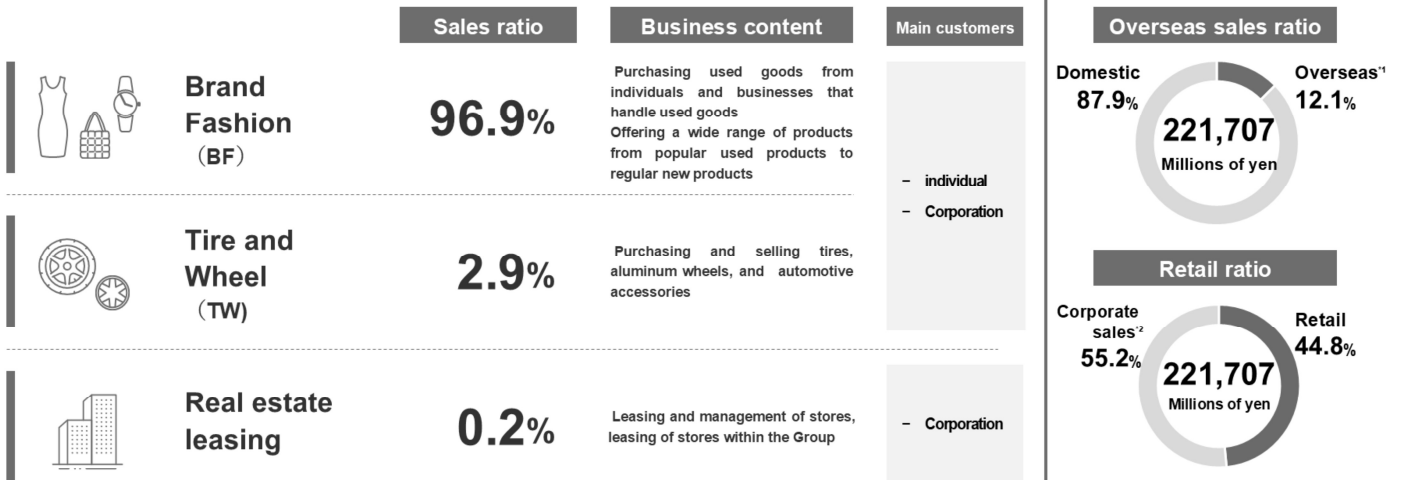 Sales ratio
Business content
Main customers
Brand
Fashion
（BF）
96.9%
Purchasing used goods from
individuals and businesses that
handle used goods
Offering a wide range of products
from popular used products to
regular new products
– individual
– Corporation
Tire and
Wheel
（TW)
2.9%
Purchasing and selling tires,
aluminum wheels, and automotive
accessories
Real estate
leasing
0.2%
Leasing and management of stores,
leasing of stores within the Group
– Corporation
Overseas sales ratio
Domestic
87.9%
Overseas*1
12.1%
221,707
Millions of yen
Retail ratio
Corporate
sales*2
55.2%
Retail
44.8%
221,707
Millions of yen